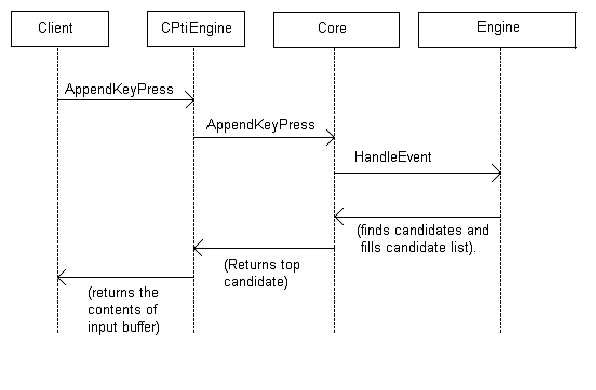 Client
CPtiEngine
Core
Engine
AppendKeyPress
AppendKeyPress
HandleEvent
(finds candidates and
fills candidate list).
(Returns top
candidate)
(returns the
contents of
input buffer)